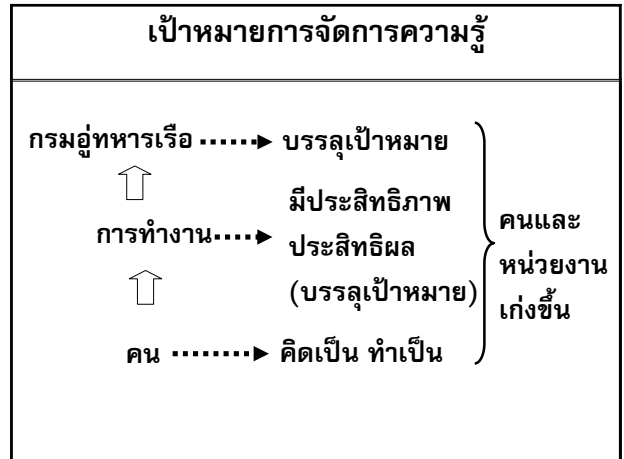 เป้าหมายการจัดการความรู้
กรมอู่ทหารเรือ
บรรลุเป้าหมาย
การทำงาน
มีประสิทธิภาพ
ประสิทธิผล
(บรรลุเป้าหมาย)
คน
คิดเป็น ทำเป็น
คนและ
หน่วยงาน
เก่งขึ้น